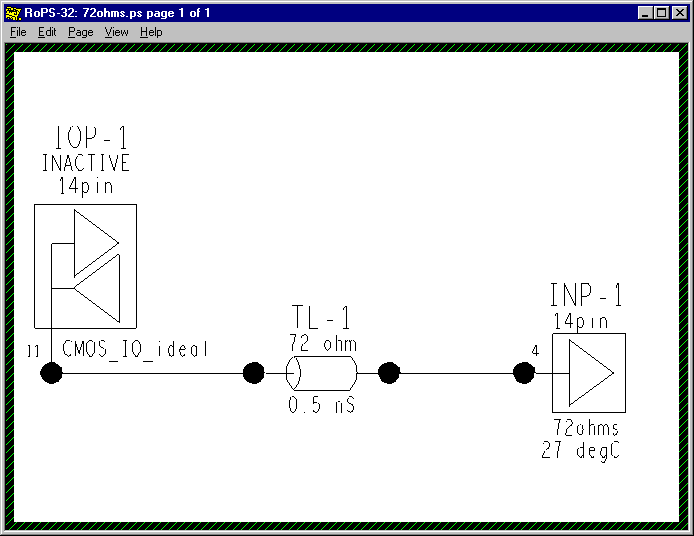 RoPS-32: 72ohms.ps page 1 of 1
File Edit Page View Help
IOP-1
INACTIVE
14pin
11
CMOS_IO_ideal
TL-1
72 ohm
0.5 nS
INP-1
14pin
4
72ohms
27 degC